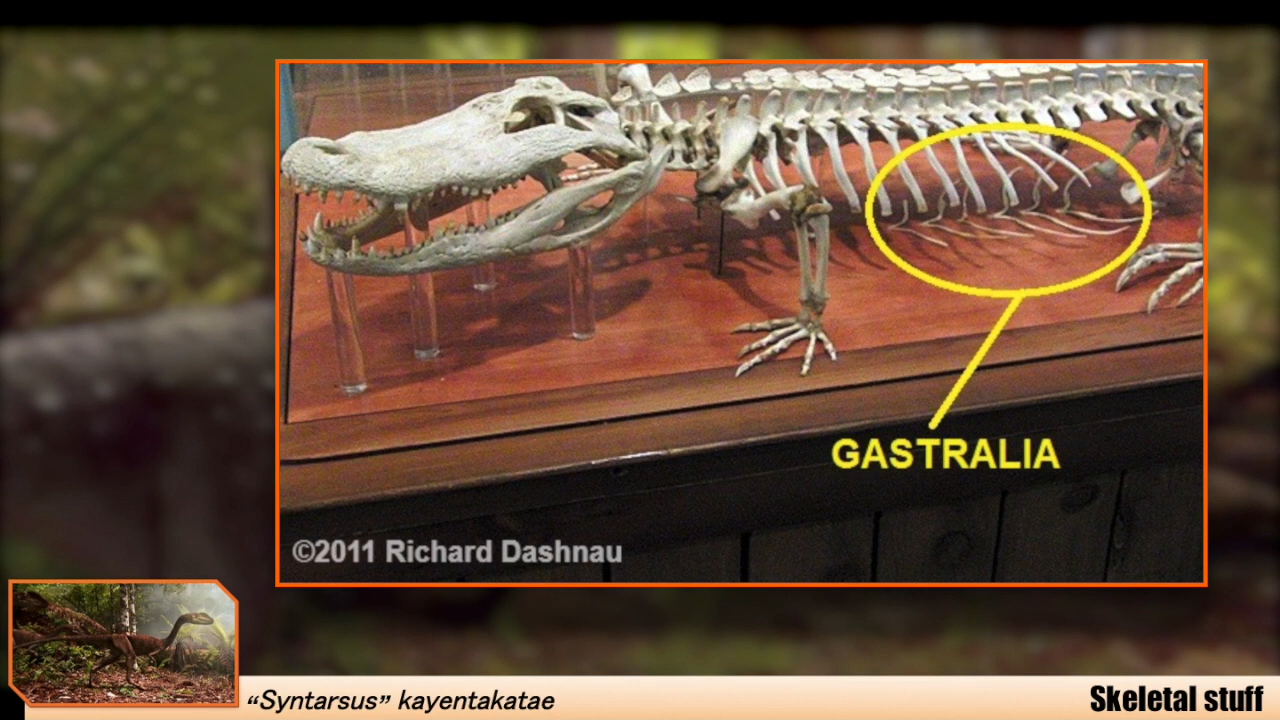 GASTRALIA
©2011 Richard Dashnau
“Syntarsus” kayentakatae
Skeletal stuff